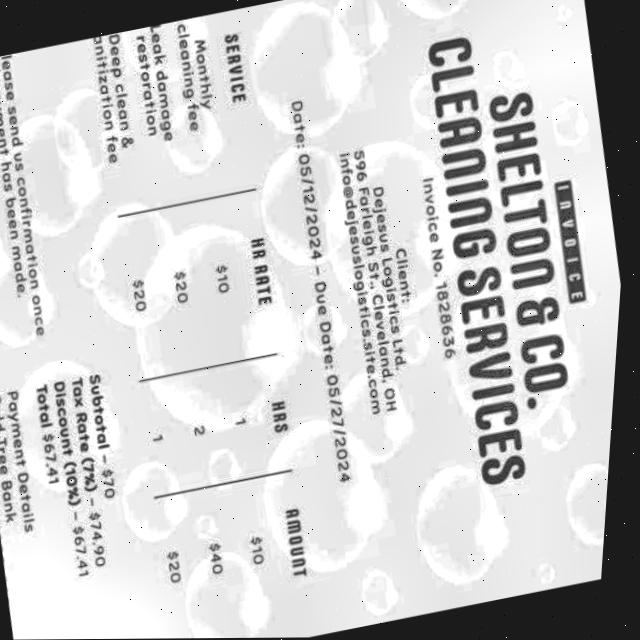 INVOICE
SHELTON & CO.
CLEANING SERVICES
Invoice No. 1828636
Client:
Dejesus Logistics Ltd.
596 Farleigh St., Cleveland, OH
info@dejesuslogistics.site.com
Date: 05/12/2024 – Due Date: 05/27/2024
SERVICE HR RATE HRS AMOUNT
Monthly
cleaning fee $10 1 $10
Leak damage
restoration $20 2 $40
Deep clean &
sanitization fee $20 1 $20
Subtotal – $70
Tax Rate (7%) – $74.90
Discount (10%) – $67.41
Total $67.41
Please send us confirmation once
payment has been made.
Payment Details
Tree Bank